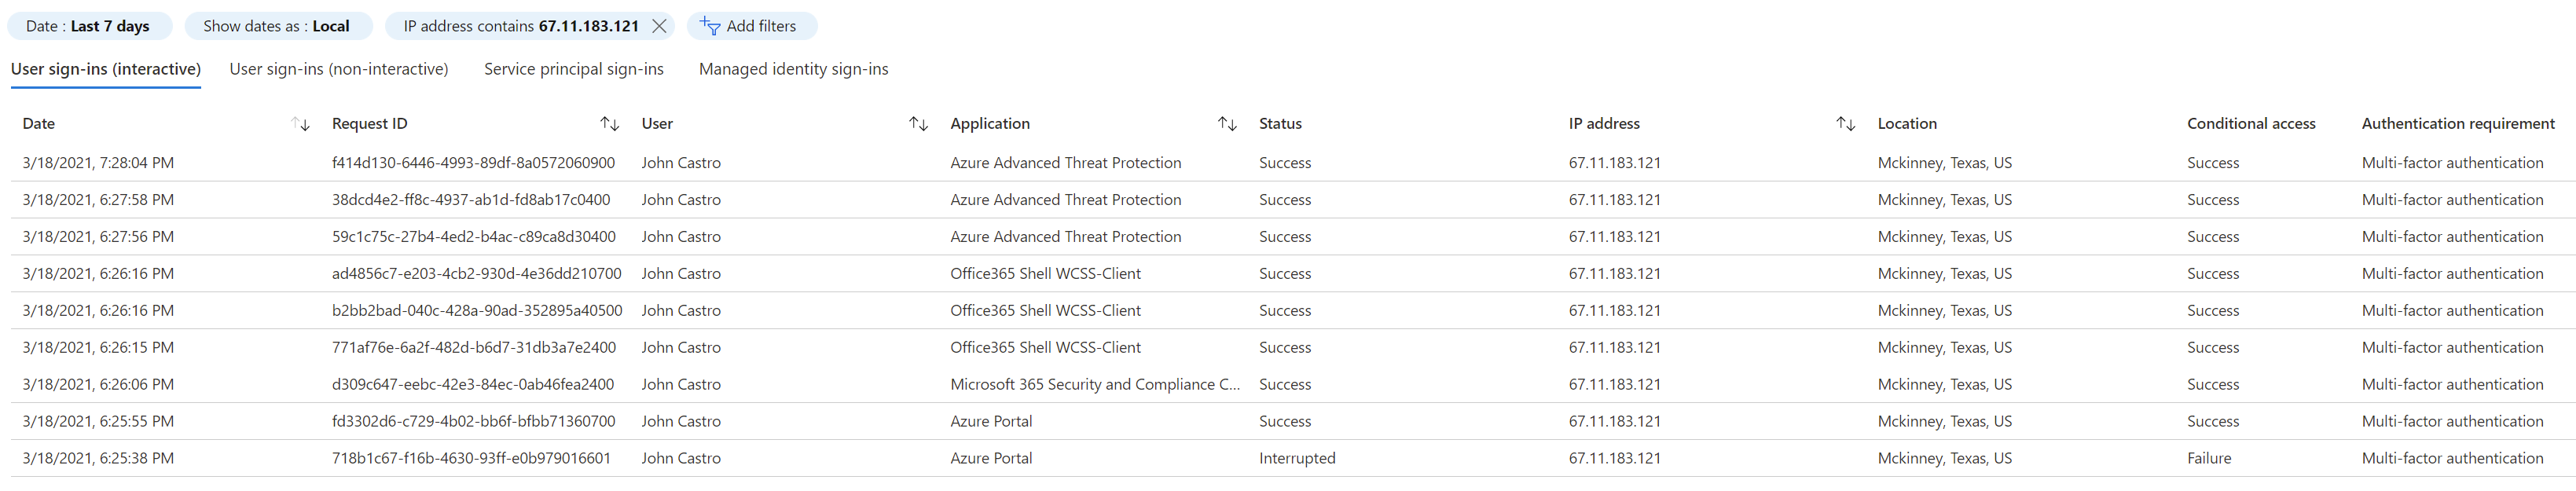 Date : Last 7 days Show dates as : Local IP address contains 67.11.183.121 Add filters
User sign-ins (interactive) User sign-ins (non-interactive) Service principal sign-ins Managed identity sign-ins
Date Request ID User Application Status IP address Location Conditional access Authentication requirement
3/18/2021, 7:28:04 PM f414d130-6446-4993-89df-8a0572060900 John Castro Azure Advanced Threat Protection Success 67.11.183.121 Mckinney, Texas, US Success Multi-factor authentication
3/18/2021, 6:27:58 PM 38dcd4e2-ff8c-4937-ab1d-fd8ab17c0400 John Castro Azure Advanced Threat Protection Success 67.11.183.121 Mckinney, Texas, US Success Multi-factor authentication
3/18/2021, 6:27:56 PM 59c1c75c-27b4-4ed2-b4ac-c89ca8d30400 John Castro Azure Advanced Threat Protection Success 67.11.183.121 Mckinney, Texas, US Success Multi-factor authentication
3/18/2021, 6:26:16 PM ad4856c7-e203-4cb2-930d-4e36dd210700 John Castro Office365 Shell WCSS-Client Success 67.11.183.121 Mckinney, Texas, US Success Multi-factor authentication
3/18/2021, 6:26:16 PM b2bb2bad-040c-428a-90ad-352895a40500 John Castro Office365 Shell WCSS-Client Success 67.11.183.121 Mckinney, Texas, US Success Multi-factor authentication
3/18/2021, 6:26:15 PM 771af76e-6a2f-482d-b6d7-31db3a7e2400 John Castro Office365 Shell WCSS-Client Success 67.11.183.121 Mckinney, Texas, US Success Multi-factor authentication
3/18/2021, 6:26:06 PM d309c647-eebc-42e3-84ec-0ab46fea2400 John Castro Microsoft 365 Security and Compliance C... Success 67.11.183.121 Mckinney, Texas, US Success Multi-factor authentication
3/18/2021, 6:25:55 PM fd3302d6-c729-4b02-bb6f-bfbb71360700 John Castro Azure Portal Success 67.11.183.121 Mckinney, Texas, US Success Multi-factor authentication
3/18/2021, 6:25:38 PM 718b1c67-f16b-4630-93ff-e0b979016601 John Castro Azure Portal Interrupted 67.11.183.121 Mckinney, Texas, US Failure Multi-factor authentication